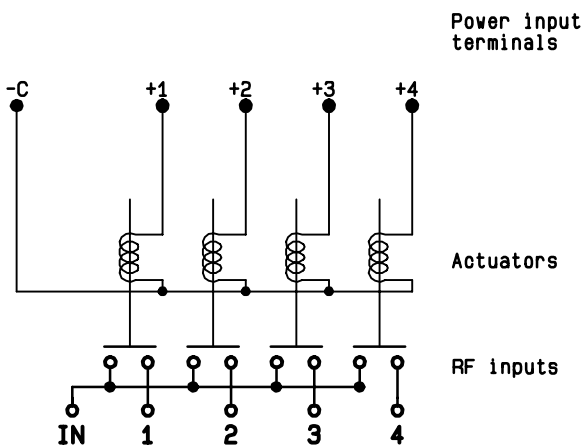 Power input
terminals
-C +1 +2 +3 +4
Actuators
RF inputs
IN 1 2 3 4